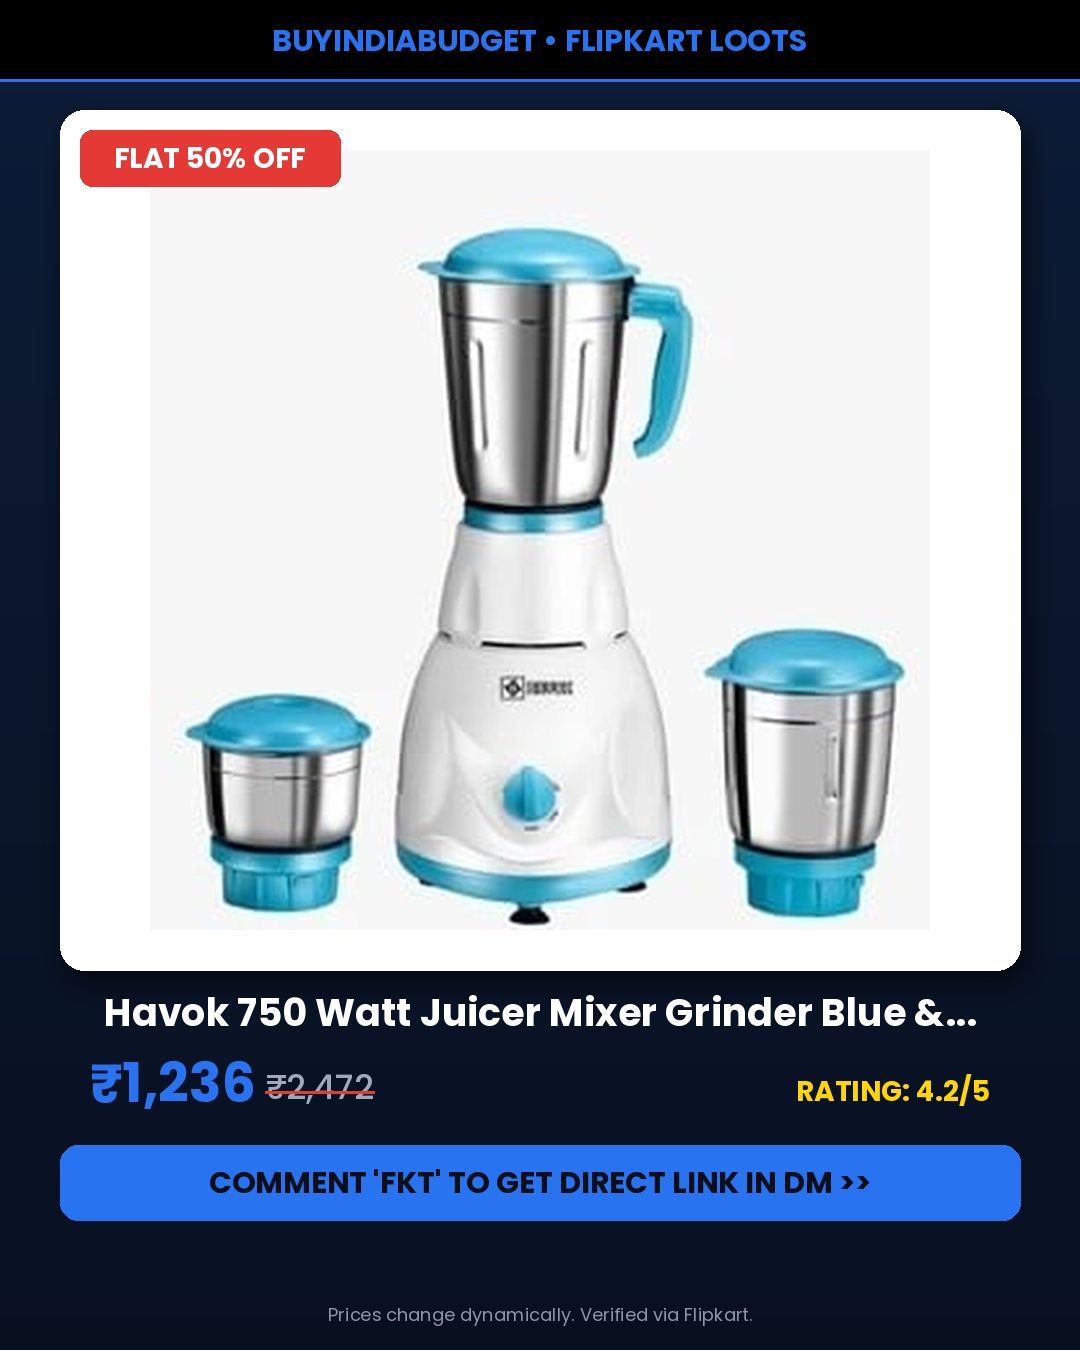 BUYINDIABUDGET • FLIPKART LOOTS
FLAT 50% OFF
Havok 750 Watt Juicer Mixer Grinder Blue &...
₹1,236 ₹2,472
RATING: 4.2/5
COMMENT 'FKT' TO GET DIRECT LINK IN DM >>
Prices change dynamically. Verified via Flipkart.